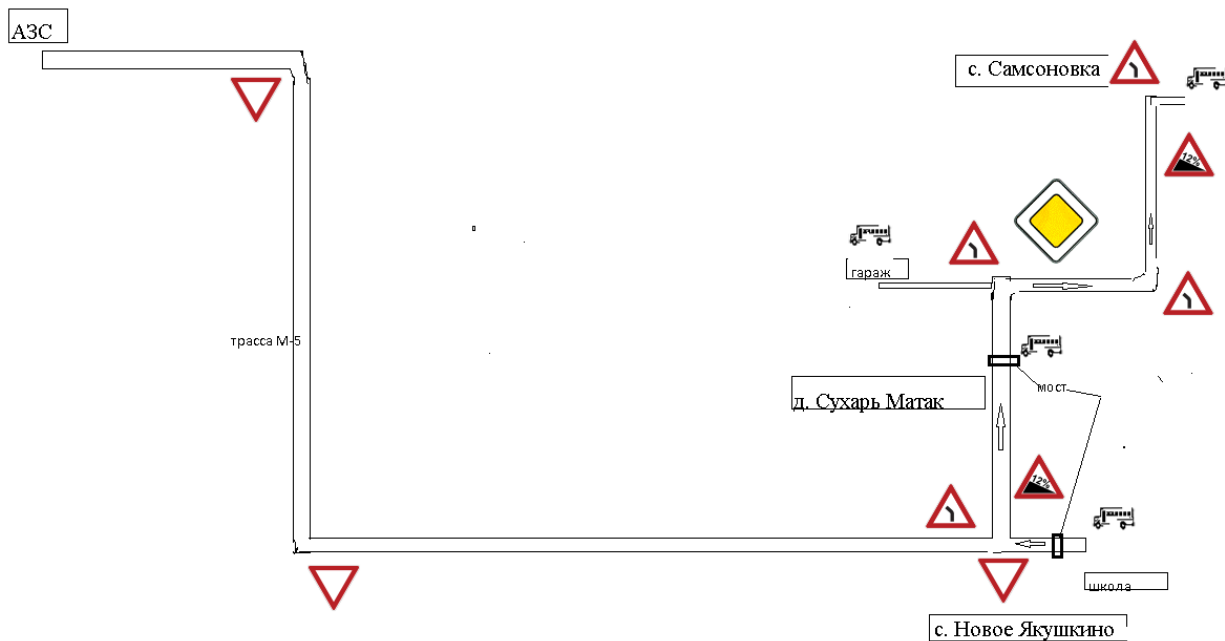 АЗС
с. Самсоновка
12%
гараж
трасса М-5
мост
д. Сухарь Матак
12%
школа
с. Новое Якушкино